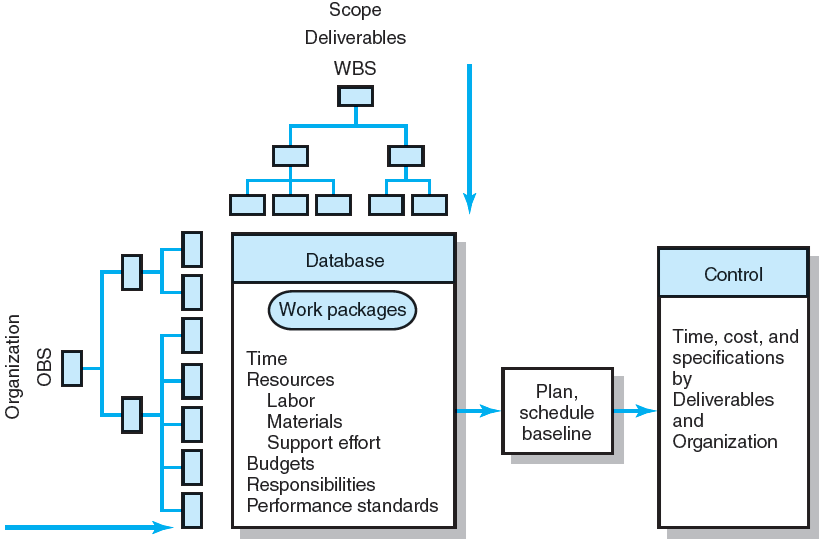 Scope
Deliverables
WBS
Organization
OBS
Database
Work packages
Time
Resources
Labor
Materials
Support effort
Budgets
Responsibilities
Performance standards
Plan,
schedule
baseline
Control
Time, cost, and
specifications
by
Deliverables
and
Organization